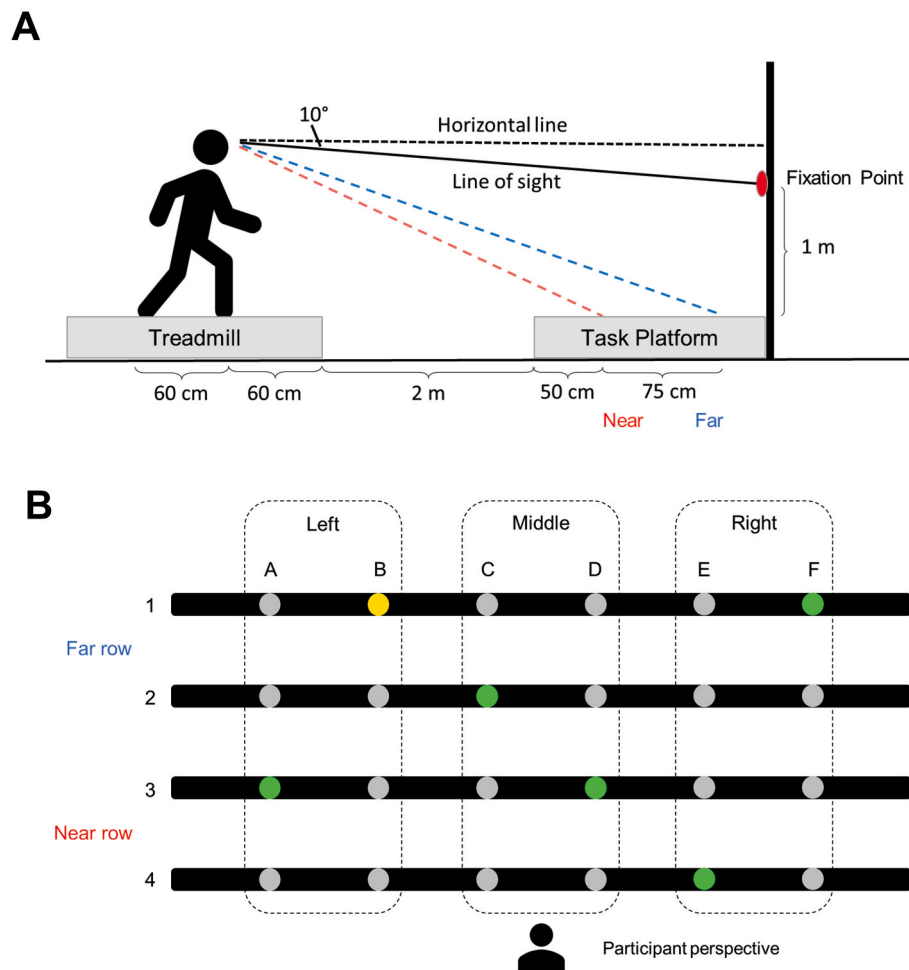 A
10°
Horizontal line
Line of sight
Fixation Point
1 m
Treadmill
Task Platform
60 cm 60 cm 2 m 50 cm 75 cm
Near Far
B
Left Middle Right
A B C D E F
1
Far row
2
3
Near row
4
Participant perspective